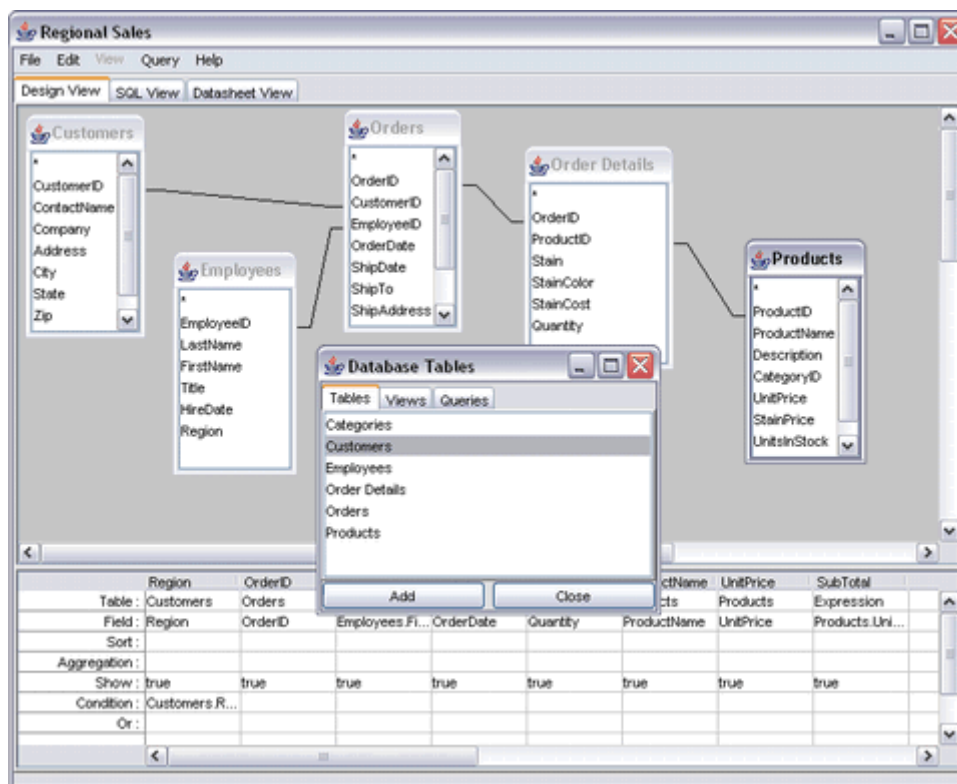 Regional Sales
File Edit View Query Help
Design View SQL View Datasheet View
Customers
*
CustomerID
ContactName
Company
Address
City
State
Zip
Employees
*
EmployeeID
LastName
FirstName
Title
HireDate
Region
Orders
*
OrderID
CustomerID
EmployeeID
OrderDate
ShipDate
ShipTo
ShipAddress
Order Details
*
OrderID
ProductID
Stain
StainColor
StainCost
Quantity
Products
*
ProductID
ProductName
Description
CategoryID
UnitPrice
StainPrice
UnitsInStock
Database Tables
Tables Views Queries
Categories
Customers
Employees
Order Details
Orders
Products
Add Close
Region OrderID ctName UnitPrice SubTotal
Table : Customers Orders cts Products Expression
Field : Region OrderID Employees.Fi... OrderDate Quantity ProductName UnitPrice Products.Uni...
Sort :
Aggregation :
Show : true true true true true true true true
Condition : Customers.R...
Or :